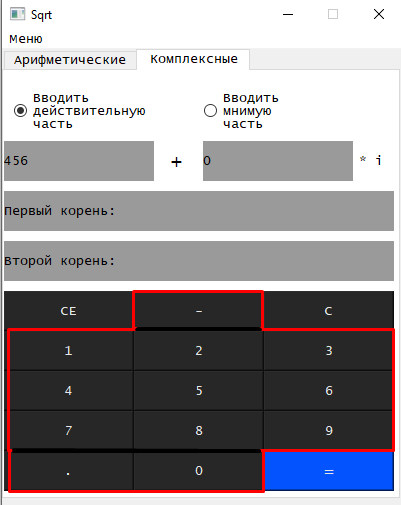 Sqrt
Меню
Арифметические Комплексные
Вводить действительную часть
Вводить мнимую часть
456 + 0 * i
Первый корень:
Второй корень:
CE - C
1 2 3
4 5 6
7 8 9
. 0 =